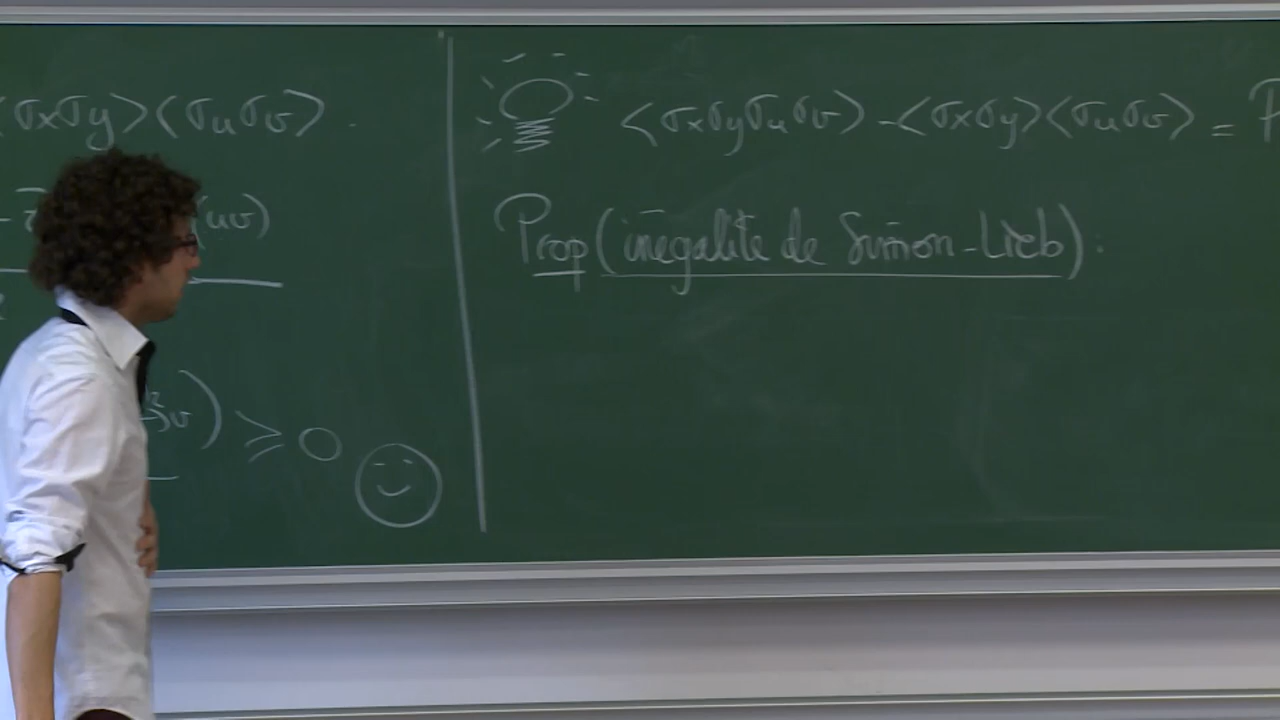 ⟨σxσy⟩⟨σuσv⟩.
(uv)
) ≥ 0
⟨σxσyσuσv⟩ - ⟨σxσy⟩⟨σuσv⟩ = P
Prop (inégalité de Simon-Lieb):